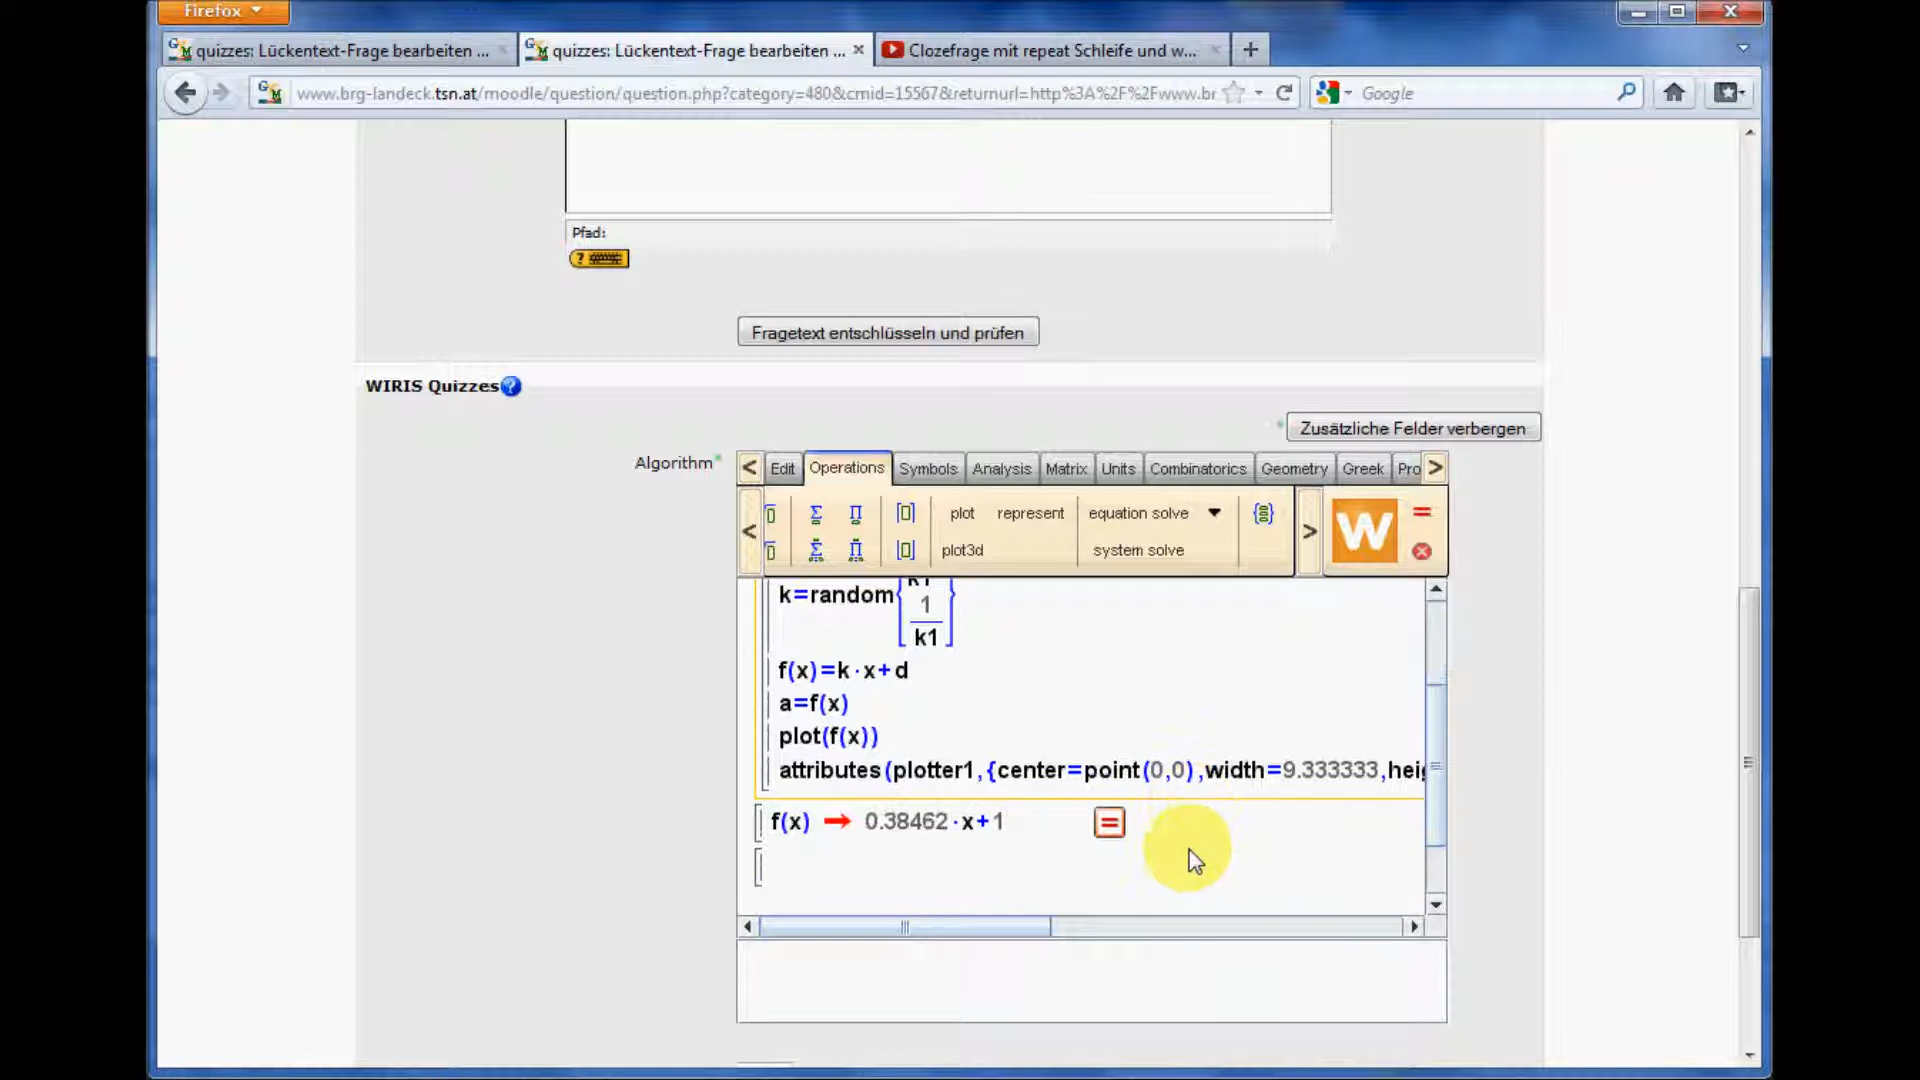 Firefox
quizzes: Lückentext-Frage bearbeiten ...
quizzes: Lückentext-Frage bearbeiten ...
Clozefrage mit repeat Schleife und w...
www.brg-landeck.tsn.at/moodle/question/question.php?category=480&cmid=15567&returnurl=http%3A%2F%2Fwww.br
Google
Pfad:
Fragetext entschlüsseln und prüfen
WIRIS Quizzes
Zusätzliche Felder verbergen
Algorithm*
< Edit Operations Symbols Analysis Matrix Units Combinatorics Geometry Greek Pro >
Σ Π plot represent equation solve
Σ Π plot3d system solve
W =
k=random{k1
1
k1
f(x)=k·x+d
a=f(x)
plot(f(x))
attributes(plotter1,{center=point(0,0),width=9.333333,heig
f(x) → 0.38462·x+1 =